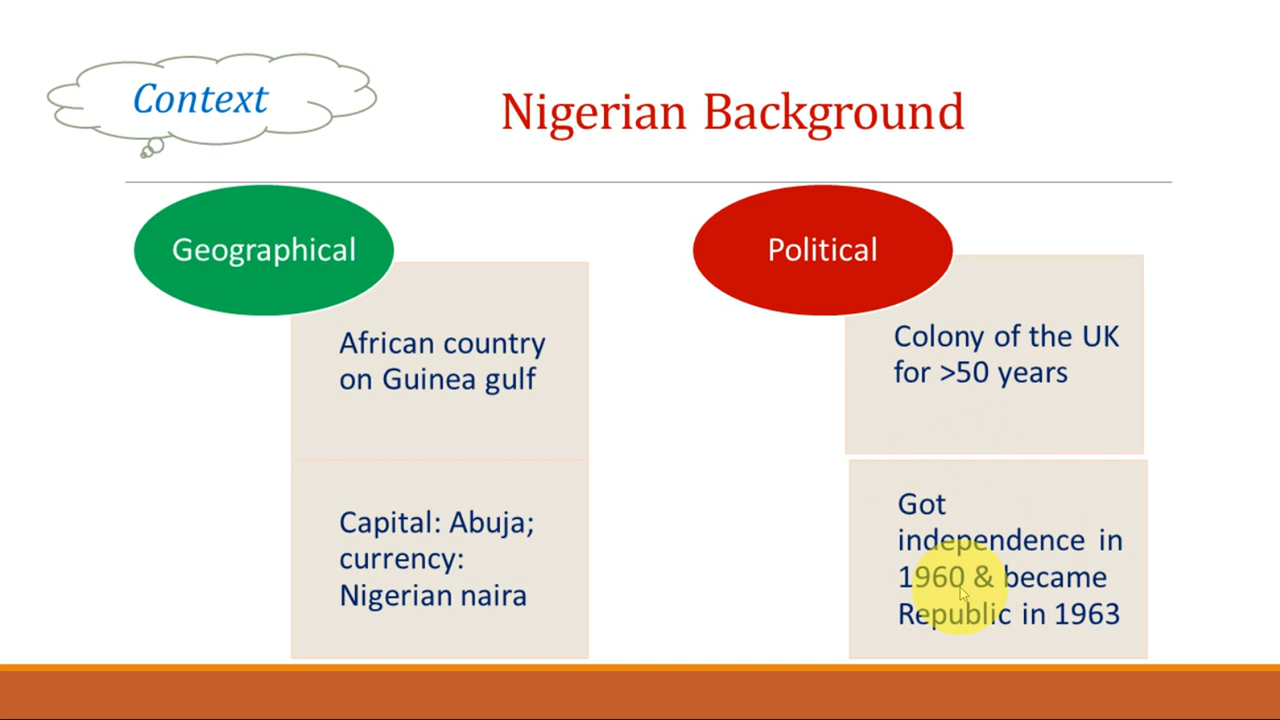 Context
Nigerian Background
Geographical
African country
on Guinea gulf
Capital: Abuja;
currency:
Nigerian naira
Political
Colony of the UK
for >50 years
Got
independence in
1960 & became
Republic in 1963